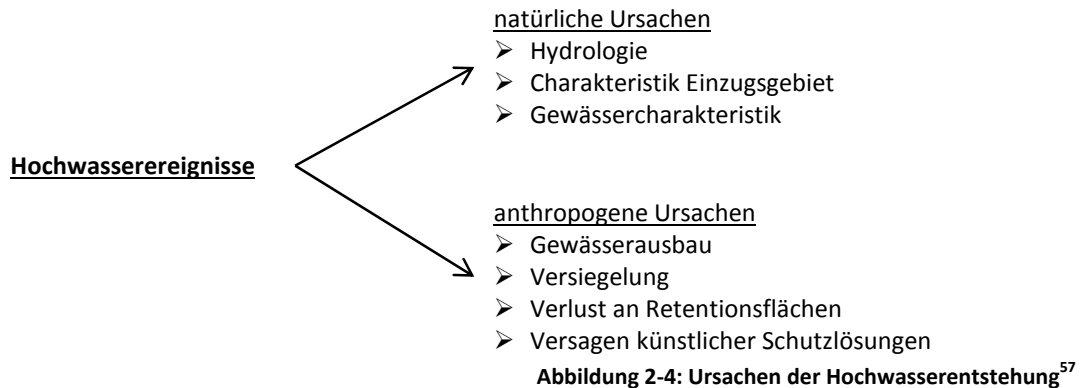 natürliche Ursachen
➢ Hydrologie
➢ Charakteristik Einzugsgebiet
➢ Gewässercharakteristik
Hochwasserereignisse
anthropogene Ursachen
➢ Gewässerausbau
➢ Versiegelung
➢ Verlust an Retentionsflächen
➢ Versagen künstlicher Schutzlösungen
Abbildung 2-4: Ursachen der Hochwasserentstehung57